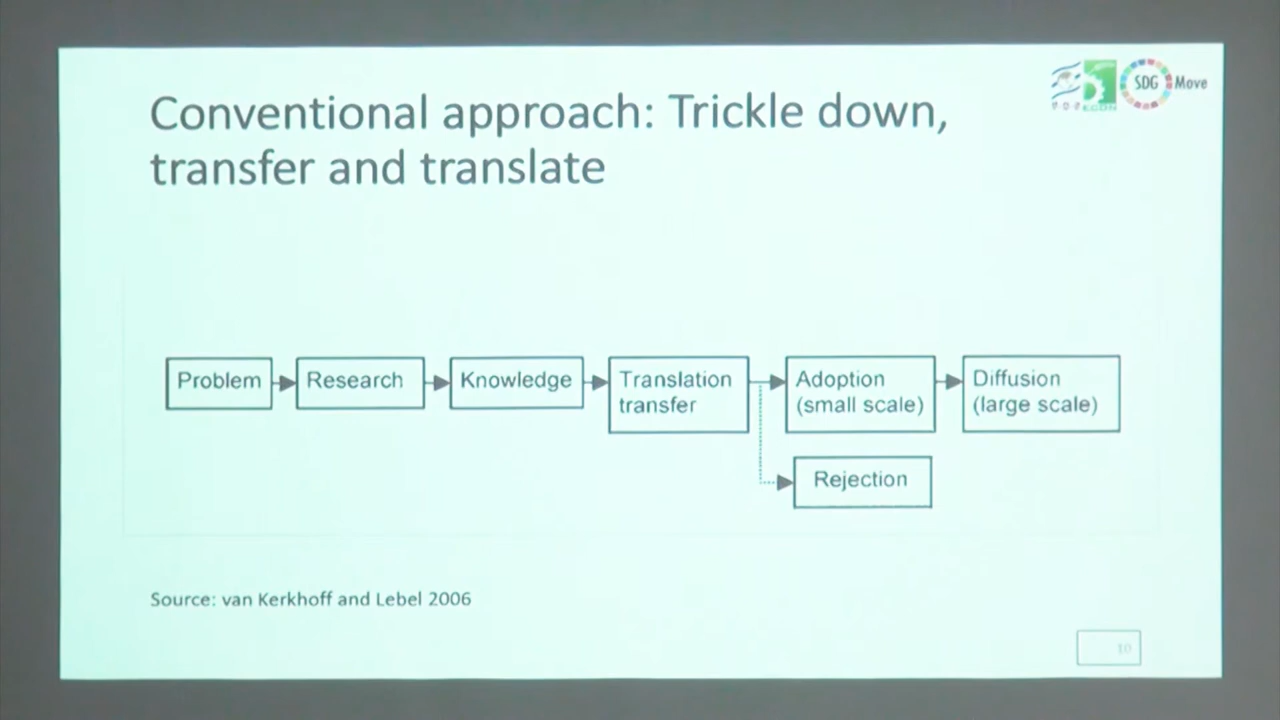 Conventional approach: Trickle down,
transfer and translate
SDG Move
Problem
Research
Knowledge
Translation
transfer
Adoption
(small scale)
Diffusion
(large scale)
Rejection
Source: van Kerkhoff and Lebel 2006
10